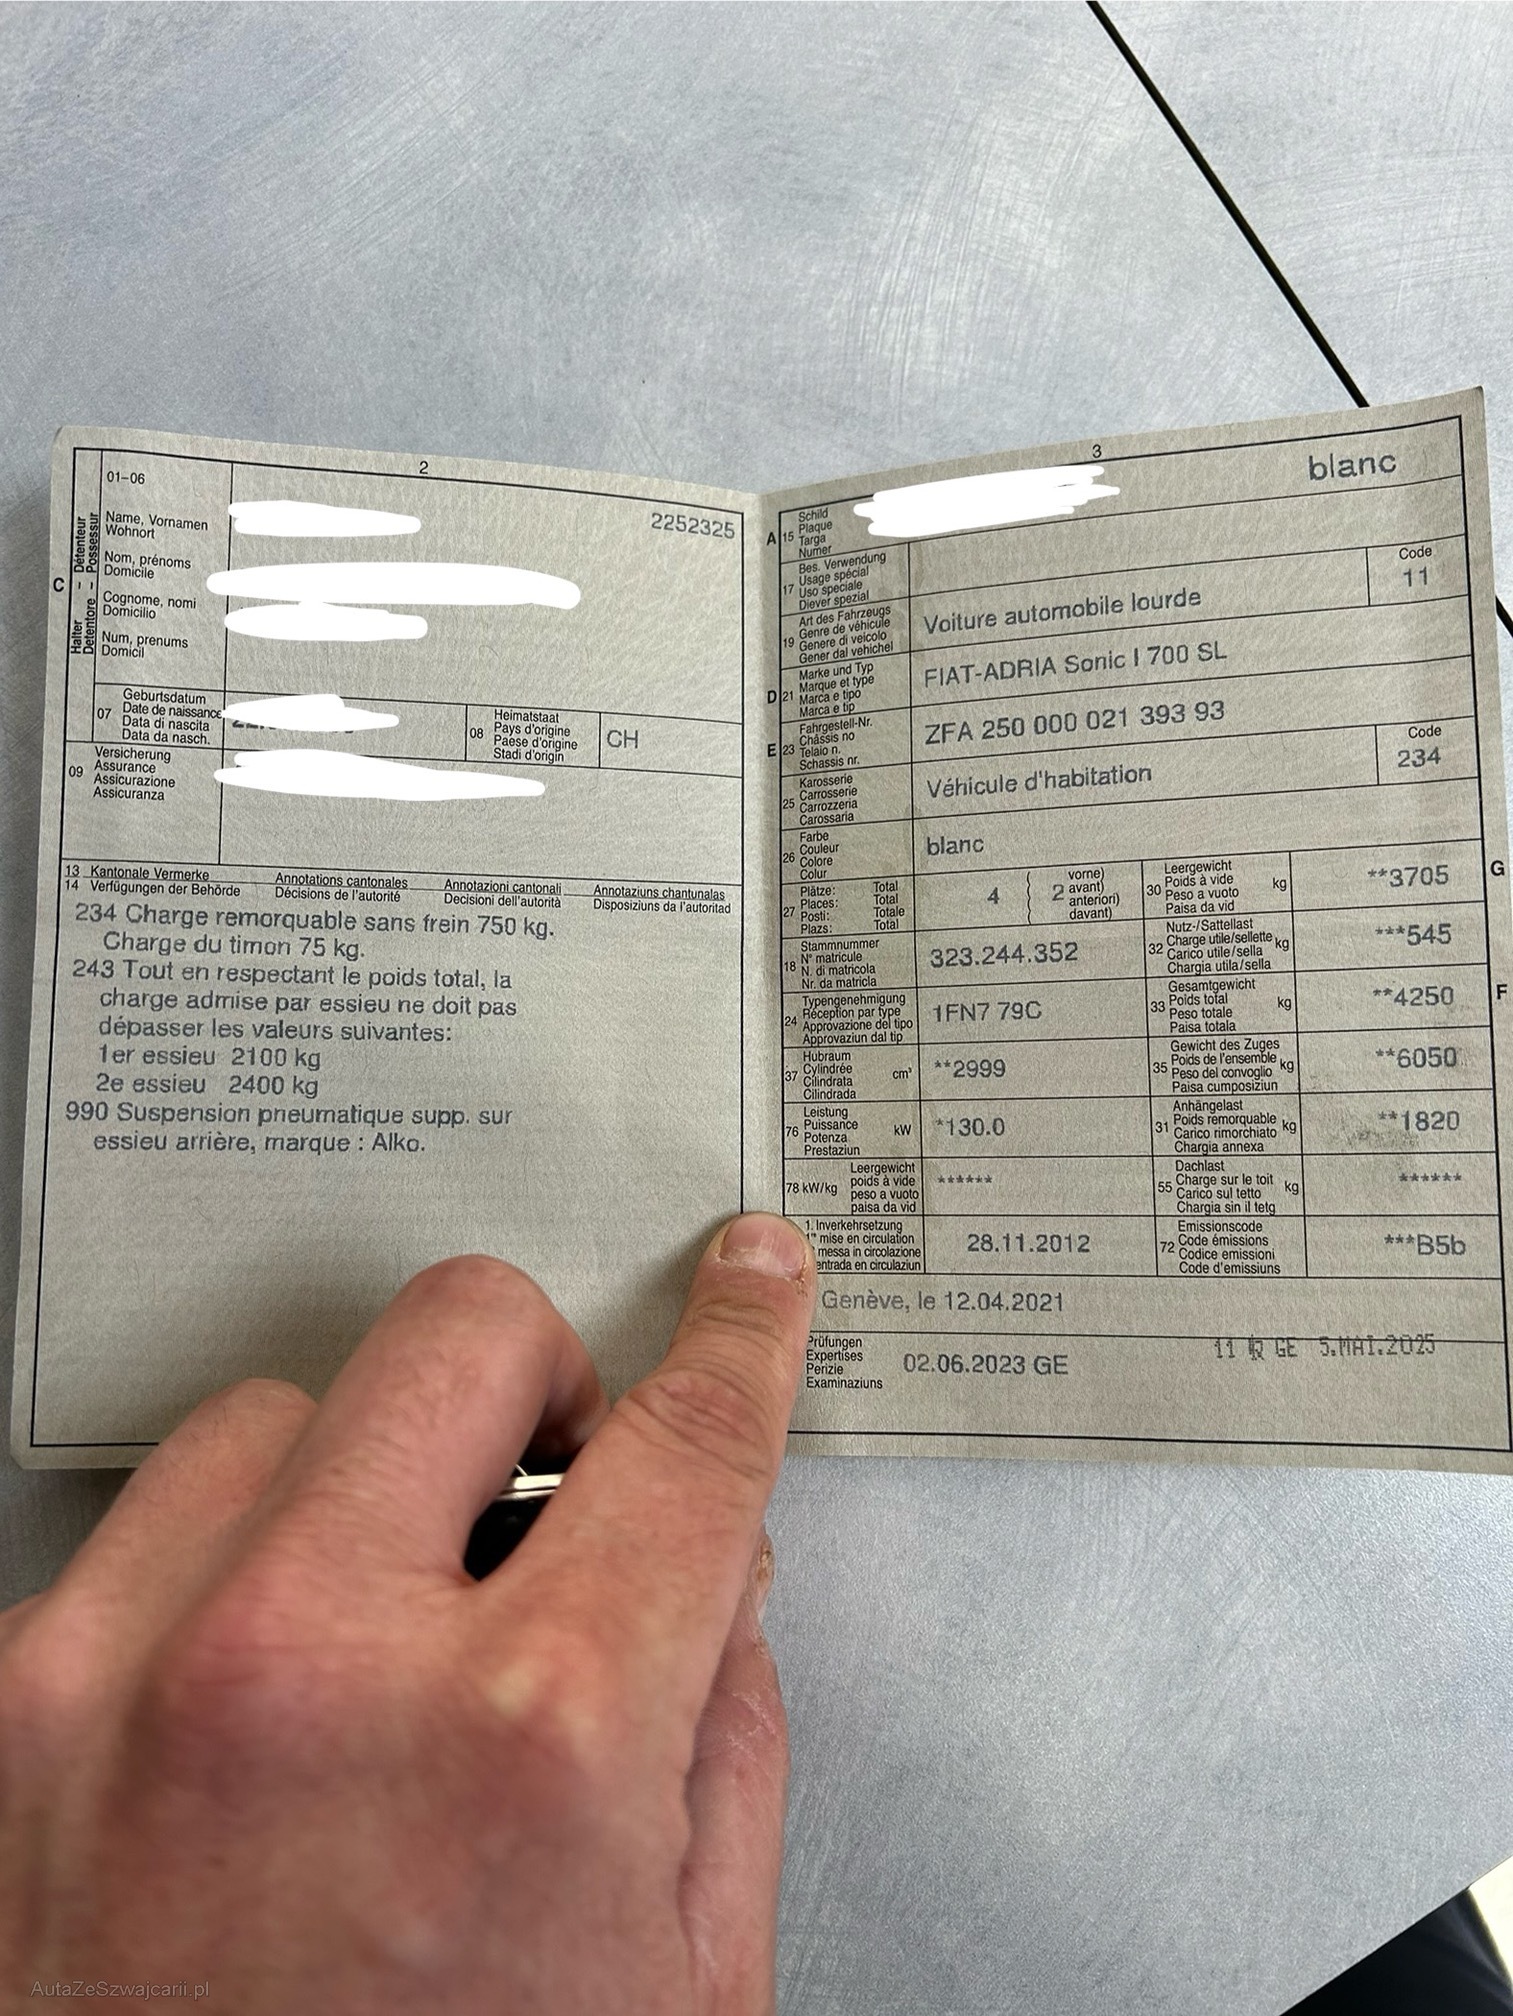 2
01-06
Name, Vornamen
Wohnort
2252325
Nom, prénoms
Domicile
Cognome, nomi
Domicilio
Num, prenums
Domicil
C
Halter - Détenteur
Detentore - Possessur
07
Geburtsdatum
Date de naissance
Data di nascita
Data da nasch.
08
Heimatstaat
Pays d'origine
Paese d'origine
Stadi d'origin
CH
09
Versicherung
Assurance
Assicurazione
Assicuranza
13 Kantonale Vermerke Annotations cantonales Annotazioni cantonali Annotaziuns chantunalas
14 Verfügungen der Behörde Décisions de l'autorité Decisioni dell'autorità Disposiziuns da l'autoritad
234 Charge remorquable sans frein 750 kg.
Charge du timon 75 kg.
243 Tout en respectant le poids total, la
charge admise par essieu ne doit pas
dépasser les valeurs suivantes:
1er essieu 2100 kg
2e essieu 2400 kg
990 Suspension pneumatique supp. sur
essieu arrière, marque : Alko.
3
A 15
Schild
Plaque
Targa
Numer
blanc
17
Bes. Verwendung
Usage spécial
Uso speciale
Diever spezial
19
Art des Fahrzeugs
Genre de véhicule
Genere di veicolo
Gener dal vehichel
Voiture automobile lourde
Code
11
D 21
Marke und Typ
Marque et type
Marca e tipo
Marca e tip
FIAT-ADRIA Sonic I 700 SL
E 23
Fahrgestell-Nr.
Châssis no
Telaio n.
Schassis nr.
ZFA 250 000 021 393 93
25
Karosserie
Carrosserie
Carrozzeria
Carossaria
Véhicule d'habitation
Code
234
26
Farbe
Couleur
Colore
Colur
blanc
27
Plätze: Total
Places: Total
Posti: Totale
Plazs: Total
4 ( 2
vorne)
avant)
anteriori)
davant)
30
Leergewicht
Poids à vide
Peso a vuoto
Paisa da vid
kg
**3705
G
18
Stammnummer
N° matricule
N. di matricola
Nr. da matricla
323.244.352
32
Nutz-/Sattellast
Charge utile/sellette
Carico utile/sella
Chargia utila/sella
kg
***545
24
Typengenehmigung
Réception par type
Approvazione del tipo
Approvaziun dal tip
1FN7 79C
33
Gesamtgewicht
Poids total
Peso totale
Paisa totala
kg
**4250
F
37
Hubraum
Cylindrée
Cilindrata
Cilindrada
cm³
**2999
35
Gewicht des Zuges
Poids de l'ensemble
Peso del convoglio
Paisa cumposiziun
kg
**6050
76
Leistung
Puissance
Potenza
Prestaziun
kW
*130.0
31
Anhängelast
Poids remorquable
Carico rimorchiato
Chargia annexa
kg
**1820
78 kW/kg
Leergewicht
poids à vide
peso a vuoto
paisa da vid
******
55
Dachlast
Charge sur le toit
Carico sul tetto
Chargia sin il tetg
kg
******
1. Inverkehrsetzung
mise en circulation
messa in circolazione
entrada en circulaziun
28.11.2012
72
Emissionscode
Code émissions
Codice emissioni
Code d'emissiuns
***B5b
Genève, le 12.04.2021
Prüfungen
Expertises
Perizie
Examinaziuns
02.06.2023 GE
11 GE 5.MAI.2025
AutaZeSzwajcarii.pl